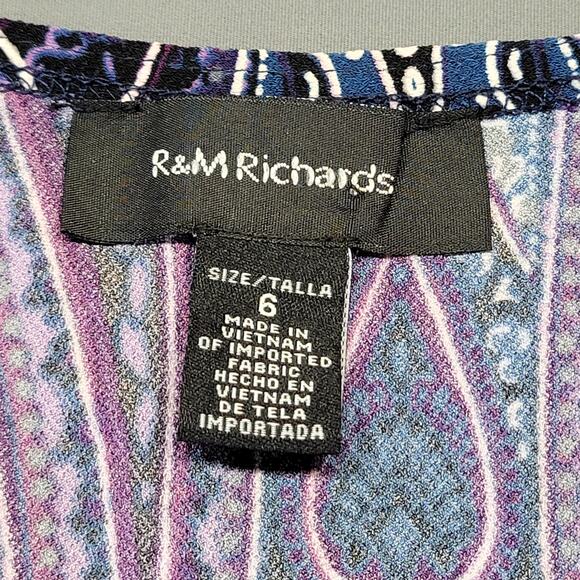 R&M Richards
SIZE/TALLA
6
MADE IN
VIETNAM
OF IMPORTED
FABRIC
HECHO EN
VIETNAM
DE TELA
IMPORTADA